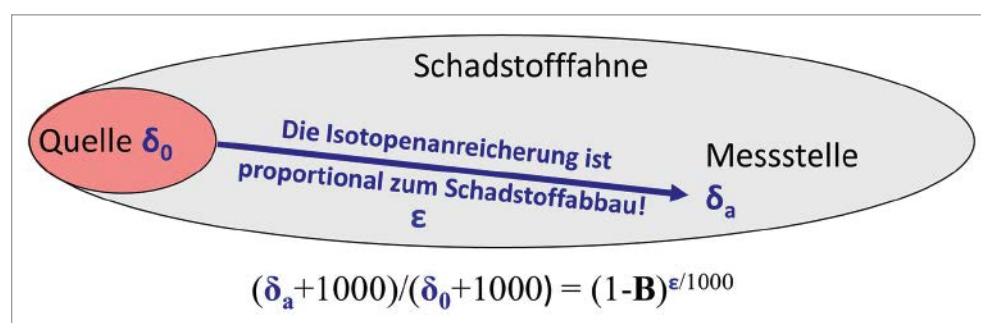 Schadstofffahne
Quelle δ₀
Die Isotopenanreicherung ist
proportional zum Schadstoffabbau!
ε
Messstelle
δₐ
(δₐ+1000)/(δ₀+1000) = (1-B)^ε/1000